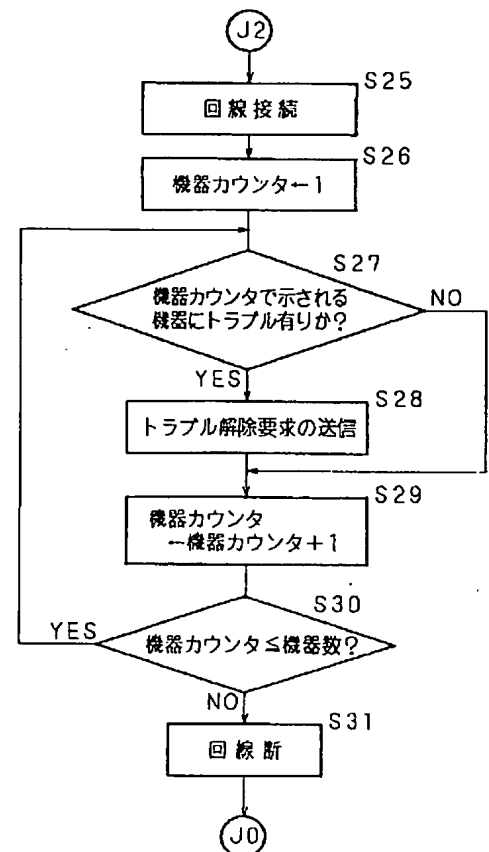 J2
S25
回線接続
S26
機器カウンタ←1
S27
機器カウンタで示される
機器にトラブル有りか?
NO
YES
S28
トラブル解除要求の送信
S29
機器カウンタ
←機器カウンタ+1
S30
YES
機器カウンタ≦機器数?
NO
S31
回線断
J0